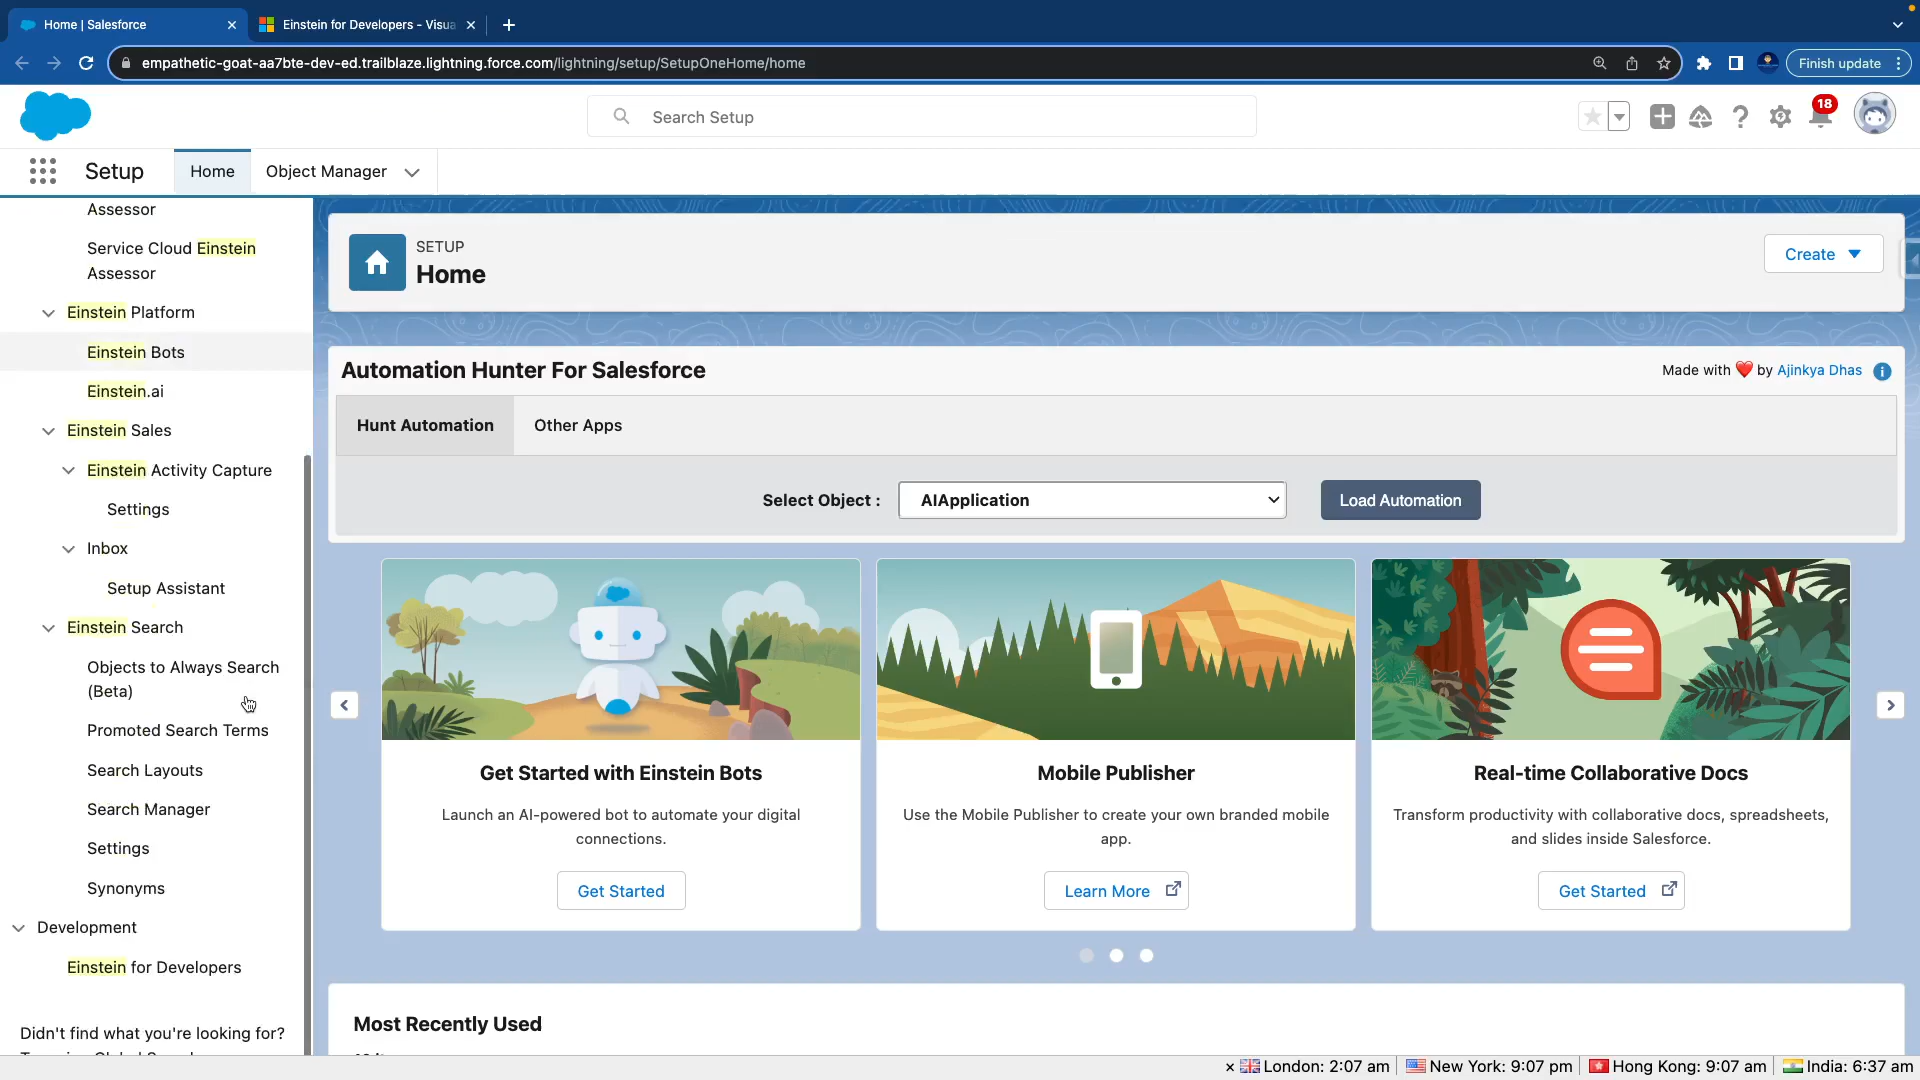 Home | Salesforce
Einstein for Developers - Visua
empathetic-goat-aa7bte-dev-ed.trailblaze.lightning.force.com/lightning/setup/SetupOneHome/home
Finish update
Search Setup
18
Setup
Home
Object Manager
Assessor
Service Cloud Einstein
Assessor
Einstein Platform
Einstein Bots
Einstein.ai
Einstein Sales
Einstein Activity Capture
Settings
Inbox
Setup Assistant
Einstein Search
Objects to Always Search
(Beta)
Promoted Search Terms
Search Layouts
Search Manager
Settings
Synonyms
Development
Einstein for Developers
Didn't find what you're looking for?
SETUP
Home
Create
Automation Hunter For Salesforce
Made with ❤️ by Ajinkya Dhas
Hunt Automation
Other Apps
Select Object :
AIApplication
Load Automation
Get Started with Einstein Bots
Launch an AI-powered bot to automate your digital
connections.
Get Started
Mobile Publisher
Use the Mobile Publisher to create your own branded mobile
app.
Learn More
Real-time Collaborative Docs
Transform productivity with collaborative docs, spreadsheets,
and slides inside Salesforce.
Get Started
Most Recently Used
London: 2:07 am
New York: 9:07 pm
Hong Kong: 9:07 am
India: 6:37 am